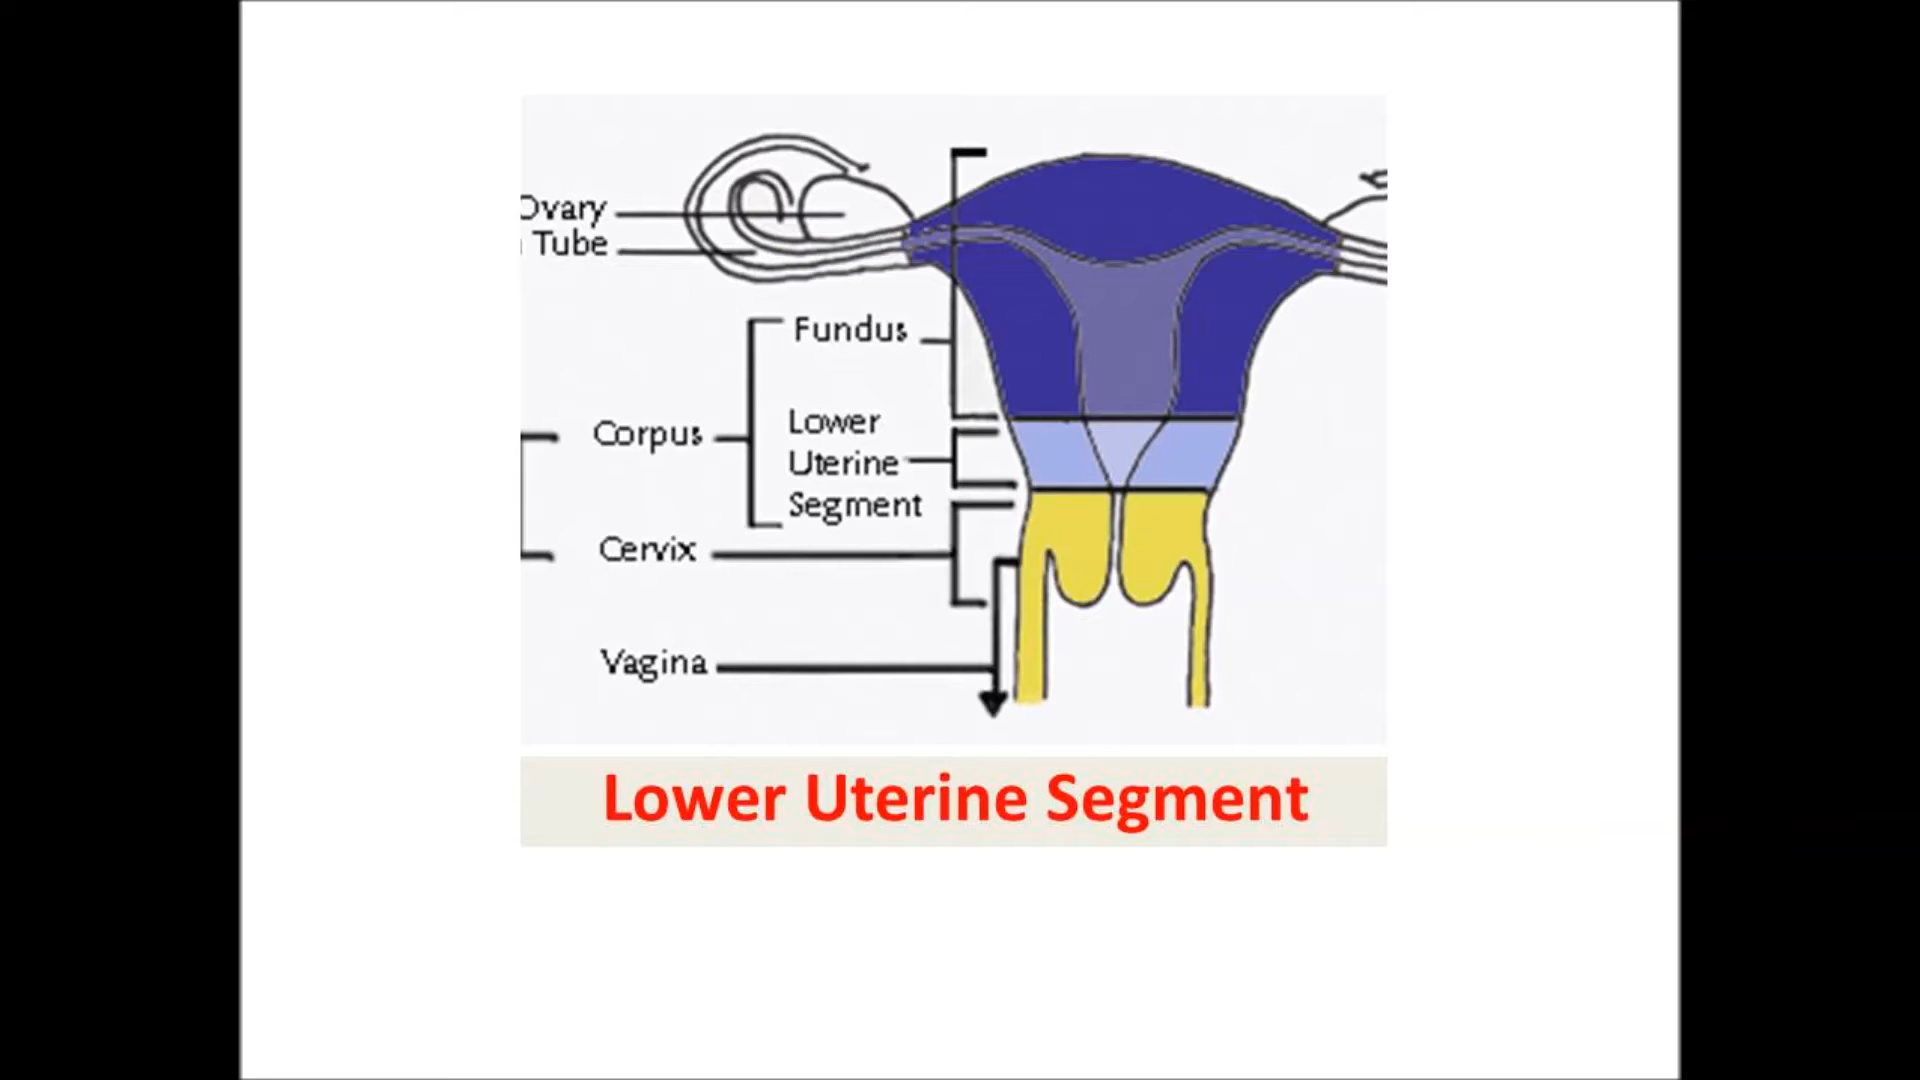 Ovary
Tube
Fundus
Corpus
Lower
Uterine
Segment
Cervix
Vagina
Lower Uterine Segment